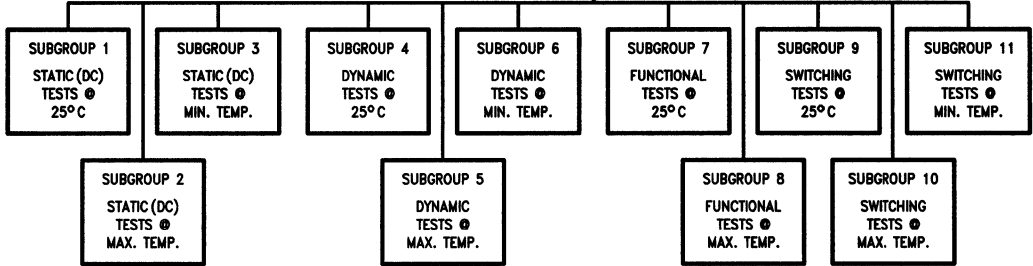 SUBGROUP 1
STATIC (DC)
TESTS @
25°C
SUBGROUP 3
STATIC (DC)
TESTS @
MIN. TEMP.
SUBGROUP 4
DYNAMIC
TESTS @
25°C
SUBGROUP 6
DYNAMIC
TESTS @
MIN. TEMP.
SUBGROUP 7
FUNCTIONAL
TESTS @
25°C
SUBGROUP 9
SWITCHING
TESTS @
25°C
SUBGROUP 11
SWITCHING
TESTS @
MIN. TEMP.
SUBGROUP 2
STATIC (DC)
TESTS @
MAX. TEMP.
SUBGROUP 5
DYNAMIC
TESTS @
MAX. TEMP.
SUBGROUP 8
FUNCTIONAL
TESTS @
MAX. TEMP.
SUBGROUP 10
SWITCHING
TESTS @
MAX. TEMP.